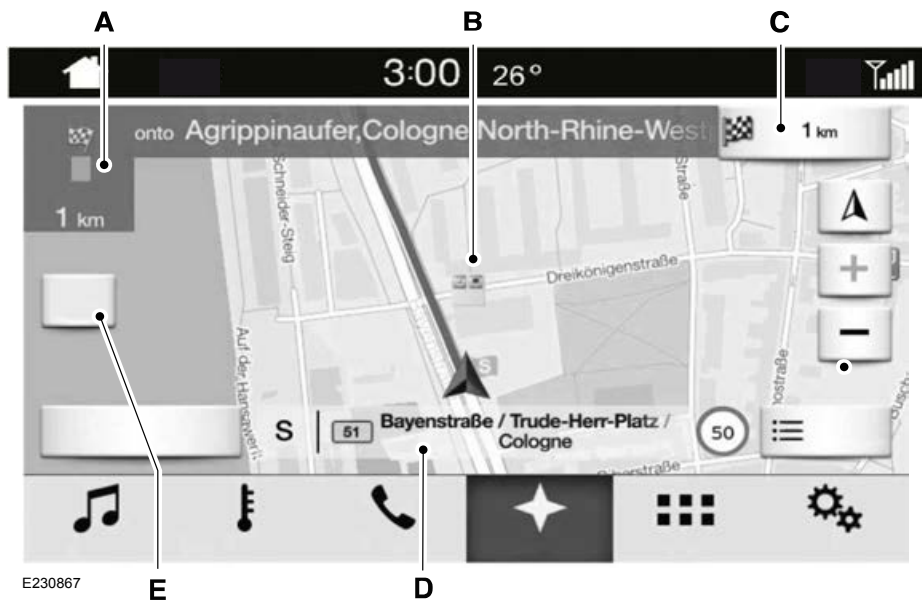 A B C
3:00 26°
onto Agrippinaufer,Cologne North-Rhine-West
1 km
1 km
Schneider-Steig
Straße
Dreikönigenstraße
Auf der
S
S
51 Bayenstraße / Trude-Herr-Platz /
Cologne
50
E230867
E D